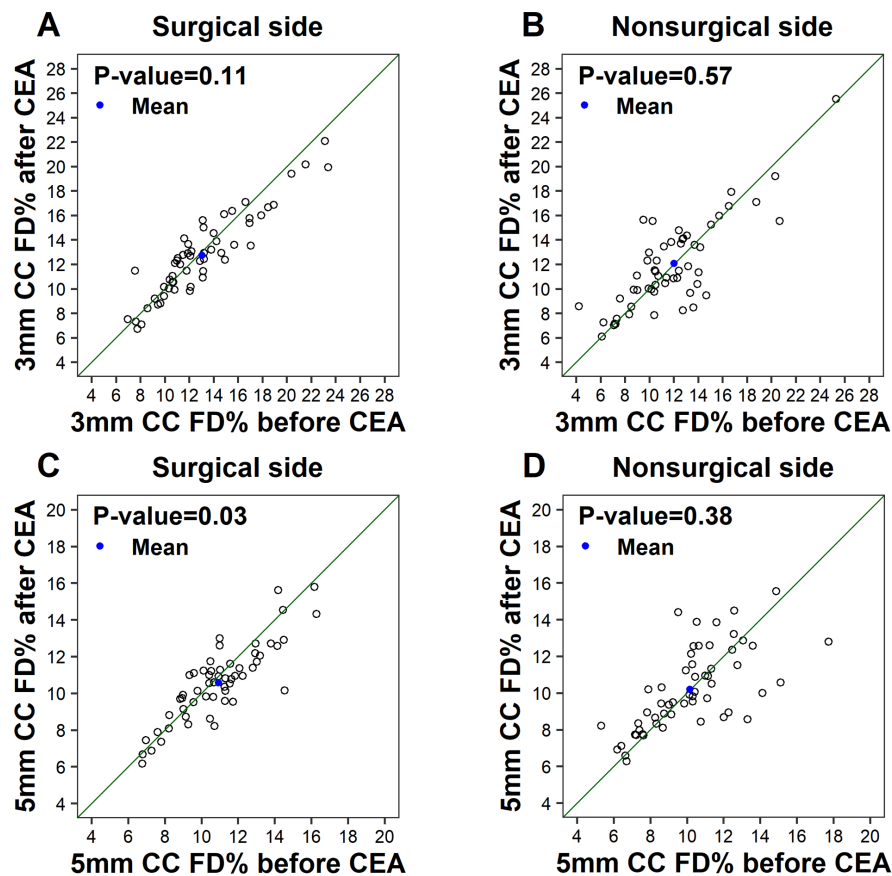 A Surgical side
P-value=0.11
Mean
3mm CC FD% after CEA
28
26
24
22
20
18
16
14
12
10
8
6
4
4 6 8 10 12 14 16 18 20 22 24 26 28
3mm CC FD% before CEA
B Nonsurgical side
P-value=0.57
Mean
3mm CC FD% after CEA
28
26
24
22
20
18
16
14
12
10
8
6
4
4 6 8 10 12 14 16 18 20 22 24 26 28
3mm CC FD% before CEA
C Surgical side
P-value=0.03
Mean
5mm CC FD% after CEA
20
18
16
14
12
10
8
6
4
4 6 8 10 12 14 16 18 20
5mm CC FD% before CEA
D Nonsurgical side
P-value=0.38
Mean
5mm CC FD% after CEA
20
18
16
14
12
10
8
6
4
4 6 8 10 12 14 16 18 20
5mm CC FD% before CEA